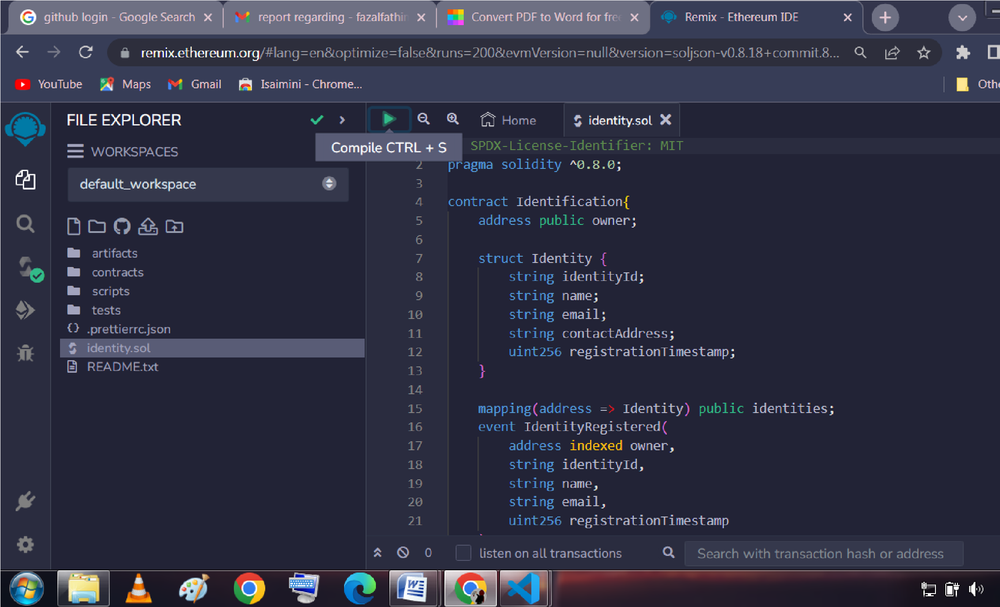 github login - Google Search
report regarding - fazalfathin
Convert PDF to Word for free
Remix - Ethereum IDE
remix.ethereum.org/#lang=en&optimize=false&runs=200&evmVersion=null&version=soljson-v0.8.18+commit.8...
YouTube
Maps
Gmail
Isaimini - Chrome...
Othe
FILE EXPLORER
Home
identity.sol
WORKSPACES
Compile CTRL + S
SPDX-License-Identifier: MIT
default_workspace
artifacts
contracts
scripts
tests
.prettierrc.json
identity.sol
README.txt
2 pragma solidity ^0.8.0;
3
4 contract Identification{
5 address public owner;
6
7 struct Identity {
8 string identityId;
9 string name;
10 string email;
11 string contactAddress;
12 uint256 registrationTimestamp;
13 }
14
15 mapping(address => Identity) public identities;
16 event IdentityRegistered(
17 address indexed owner,
18 string identityId,
19 string name,
20 string email,
21 uint256 registrationTimestamp
0
listen on all transactions
Search with transaction hash or address